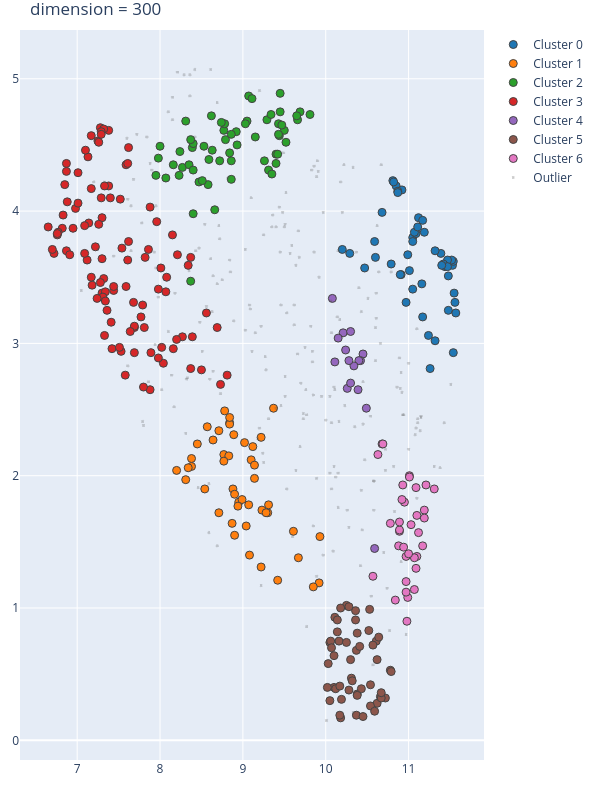 dimension = 300
Cluster 0
Cluster 1
Cluster 2
Cluster 3
Cluster 4
Cluster 5
Cluster 6
Outlier
5
4
3
2
1
0
7 8 9 10 11